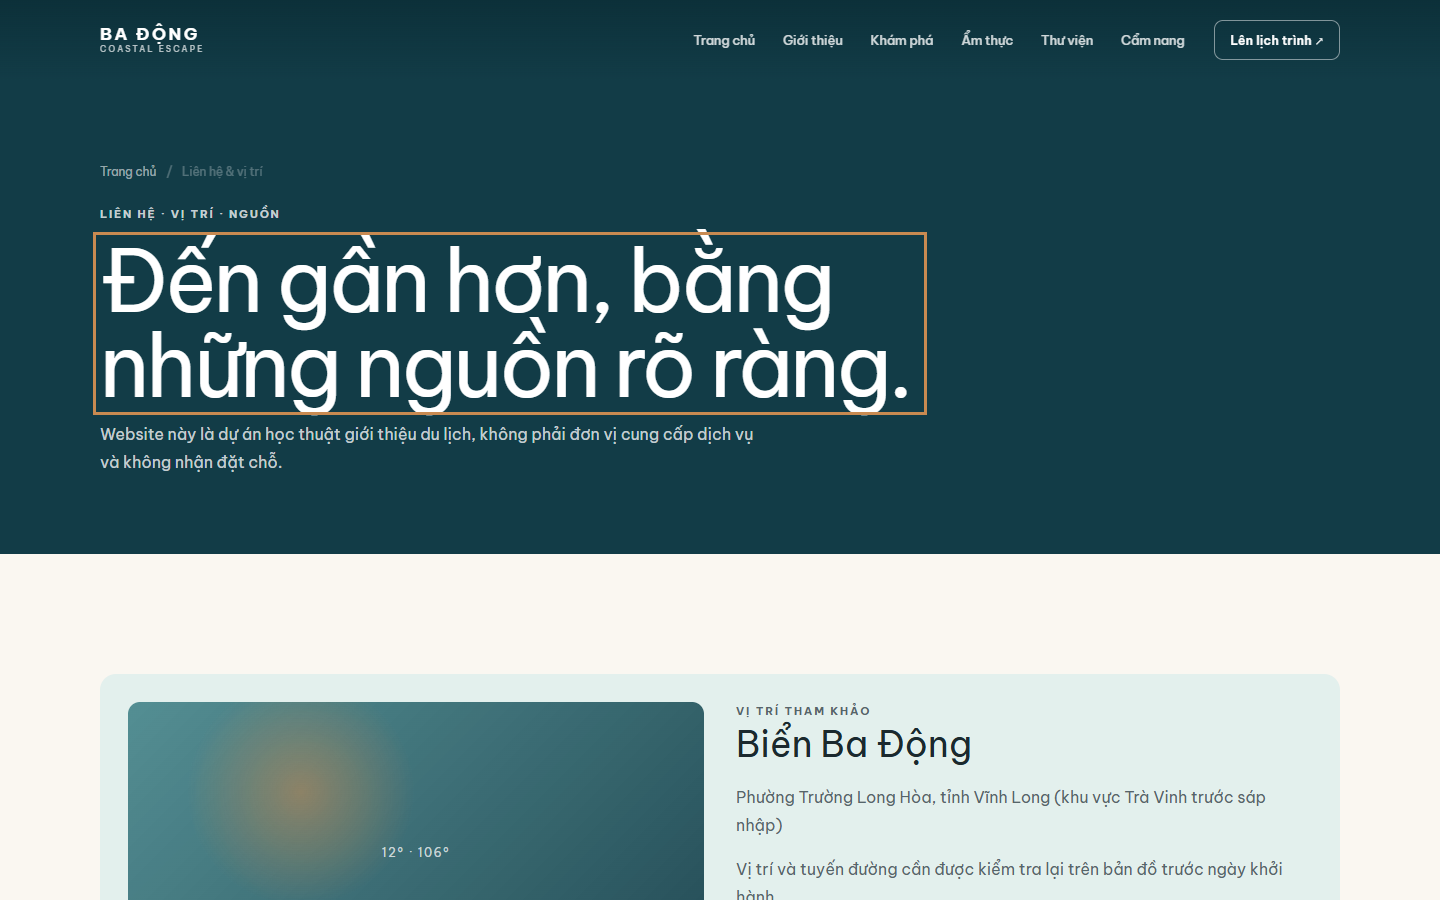 BA ĐỘNG
COASTAL ESCAPE
Trang chủ
Giới thiệu
Khám phá
Ẩm thực
Thư viện
Cẩm nang
Lên lịch trình ↗
Trang chủ / Liên hệ & vị trí
LIÊN HỆ · VỊ TRÍ · NGUỒN
Đến gần hơn, bằng
những nguồn rõ ràng.
Website này là dự án học thuật giới thiệu du lịch, không phải đơn vị cung cấp dịch vụ
và không nhận đặt chỗ.
12° · 106°
VỊ TRÍ THAM KHẢO
Biển Ba Động
Phường Trường Long Hòa, tỉnh Vĩnh Long (khu vực Trà Vinh trước sáp
nhập)
Vị trí và tuyến đường cần được kiểm tra lại trên bản đồ trước ngày khởi
hành